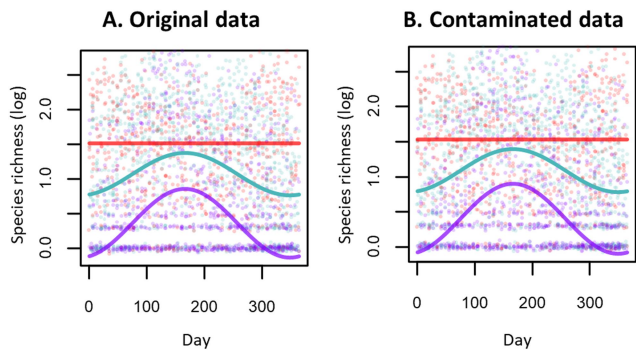 A. Original data
B. Contaminated data
Species richness (log)
2.0
1.0
0.0
0
100
200
300
Day
Species richness (log)
2.0
1.0
0.0
0
100
200
300
Day